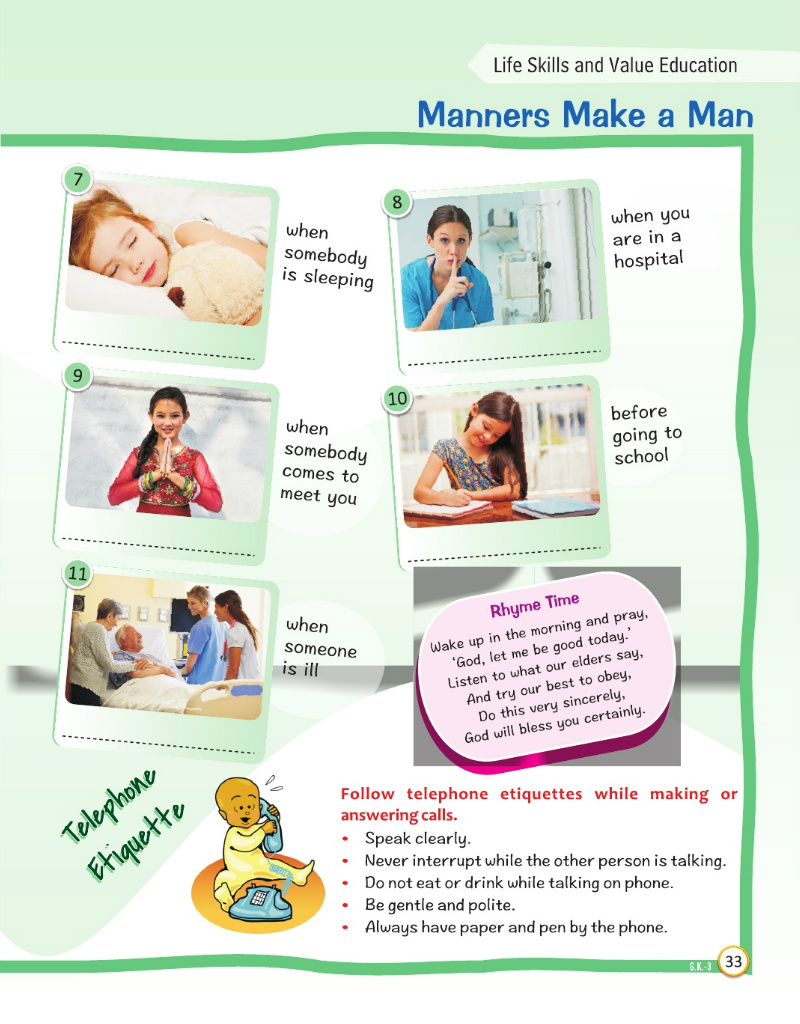 Life Skills and Value Education
Manners Make a Man
7
when
somebody
is sleeping
8
when you
are in a
hospital
9
when
somebody
comes to
meet you
10
before
going to
school
11
when
someone
is ill
Rhyme Time
Wake up in the morning and pray,
‘God, let me be good today.’
Listen to what our elders say,
And try our best to obey,
Do this very sincerely,
God will bless you certainly.
Telephone
Etiquette
Follow telephone etiquettes while making or
answering calls.
• Speak clearly.
• Never interrupt while the other person is talking.
• Do not eat or drink while talking on phone.
• Be gentle and polite.
• Always have paper and pen by the phone.
G.K.-3
33